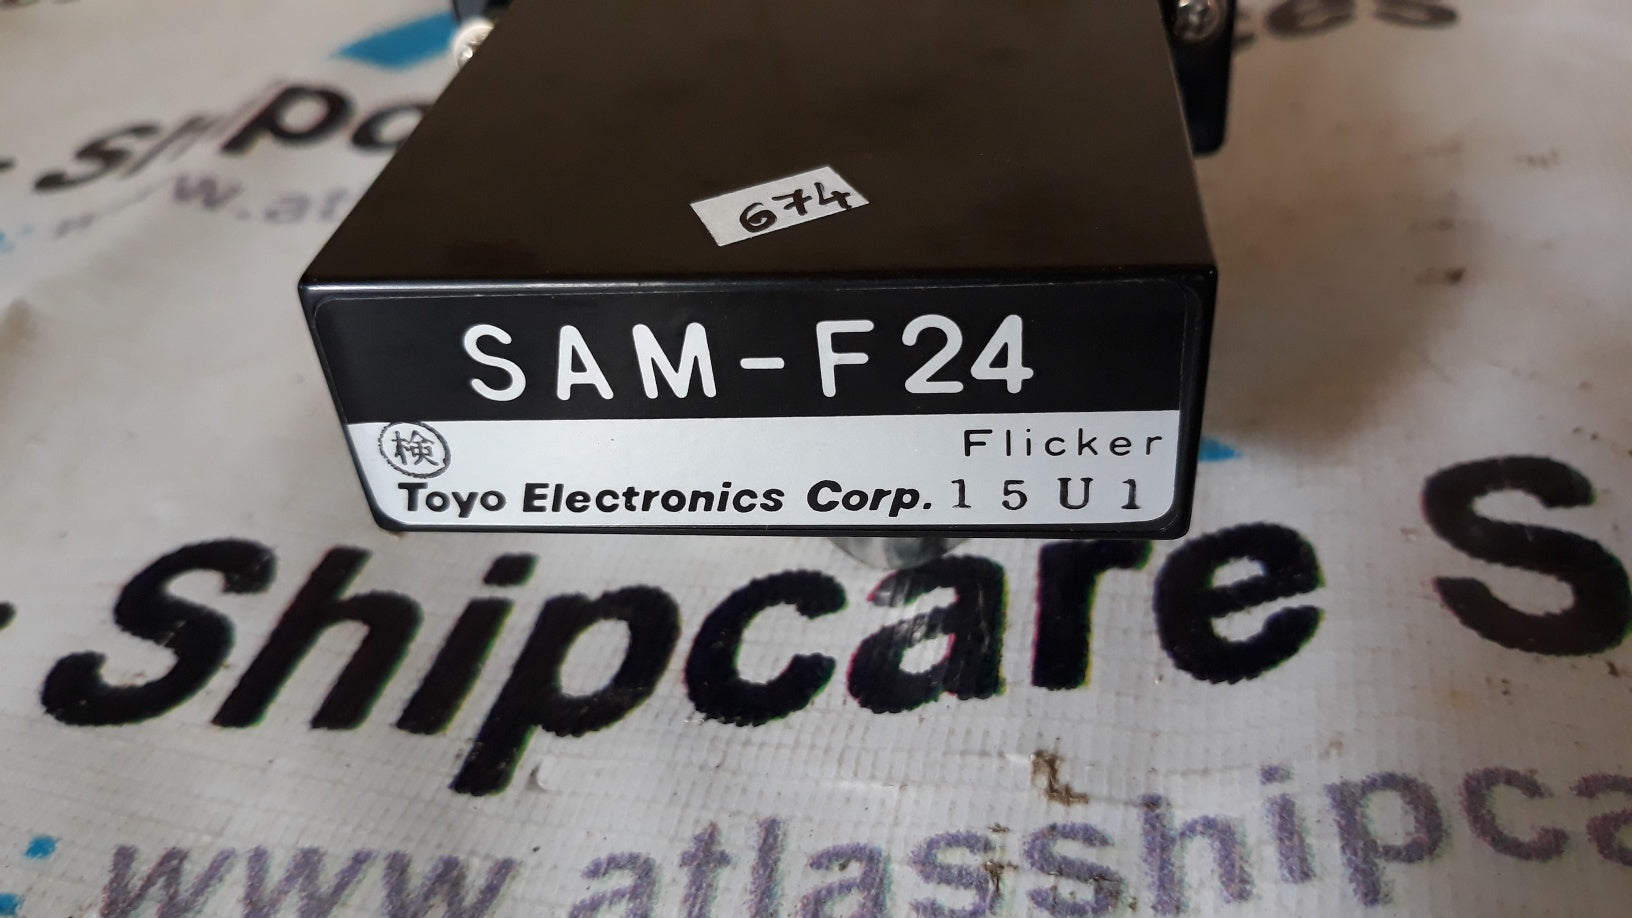 674
SAM-F24
検
Flicker
Toyo Electronics Corp. 15U1
Shipcare S
www.atlasshipca